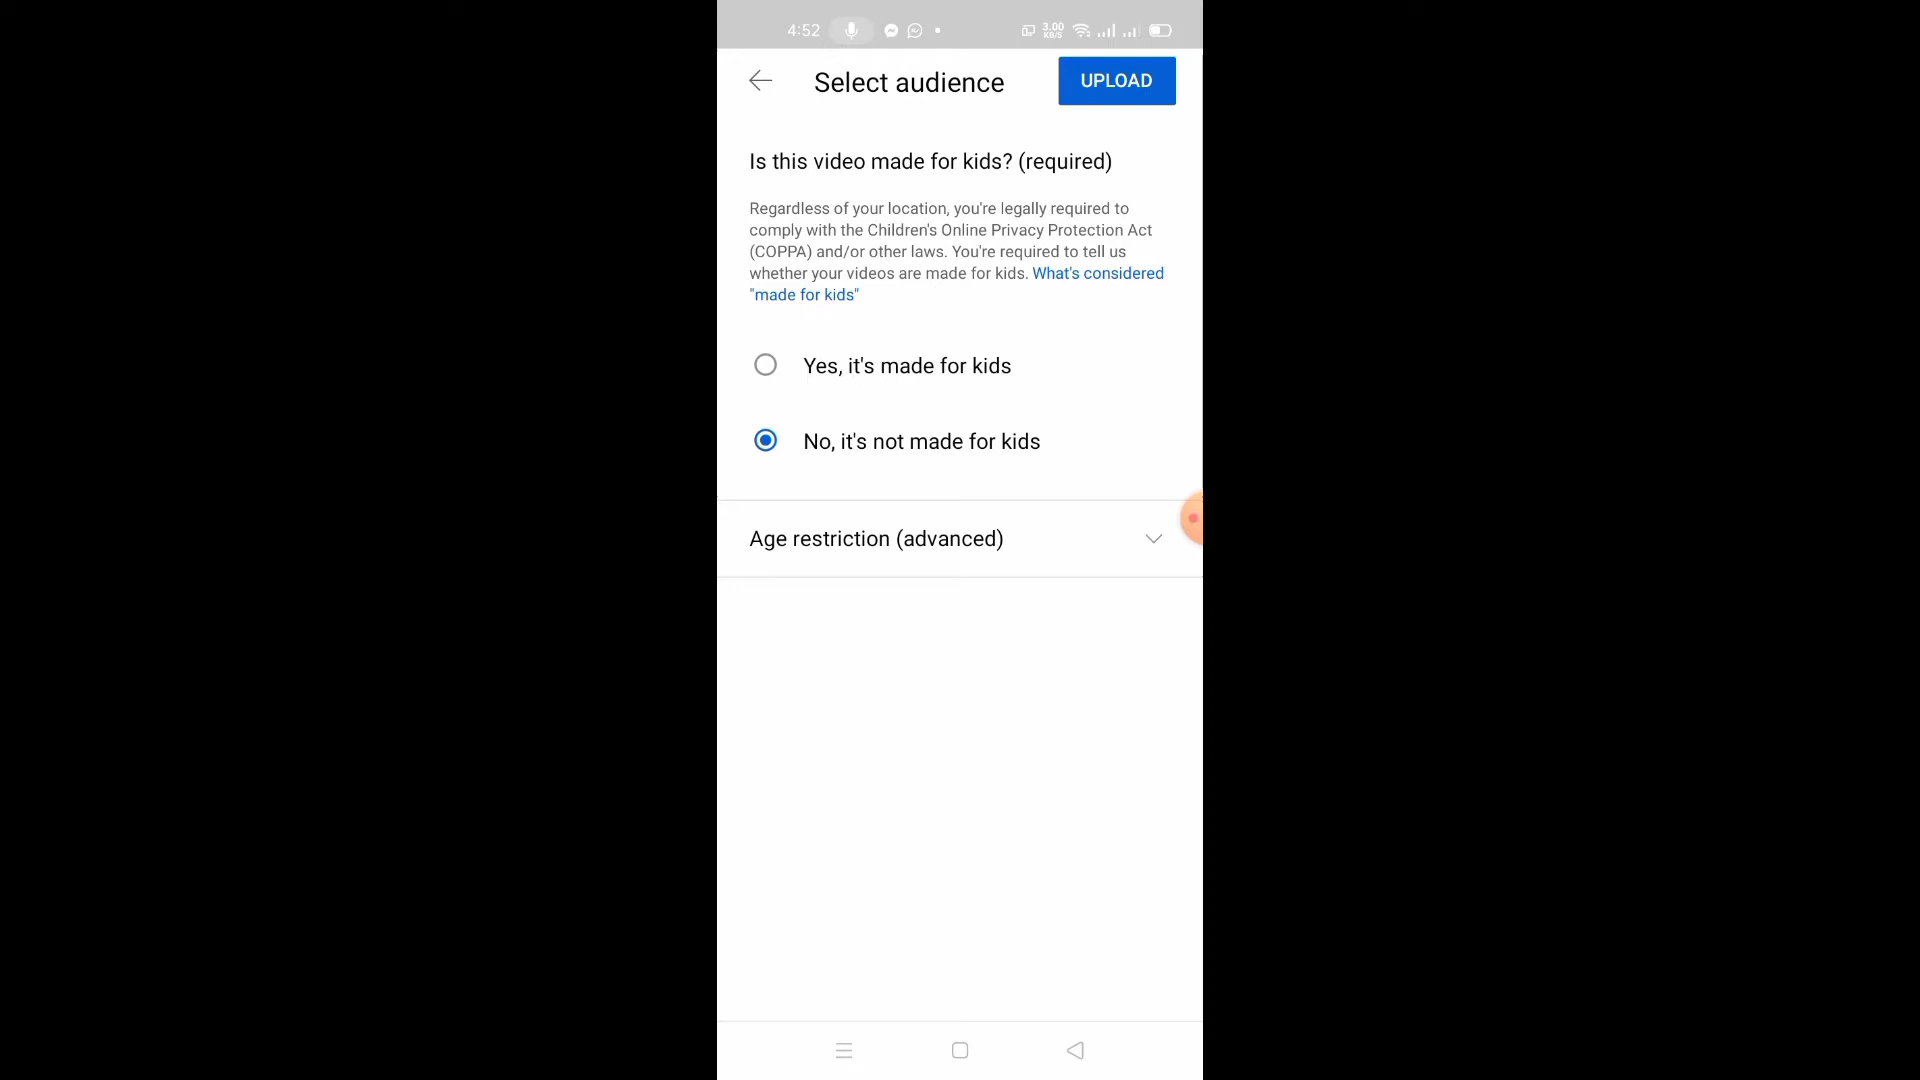 4:52
3.00
KB/S
Select audience
UPLOAD
Is this video made for kids? (required)
Regardless of your location, you're legally required to
comply with the Children's Online Privacy Protection Act
(COPPA) and/or other laws. You're required to tell us
whether your videos are made for kids. What's considered
"made for kids"
Yes, it's made for kids
No, it's not made for kids
Age restriction (advanced)